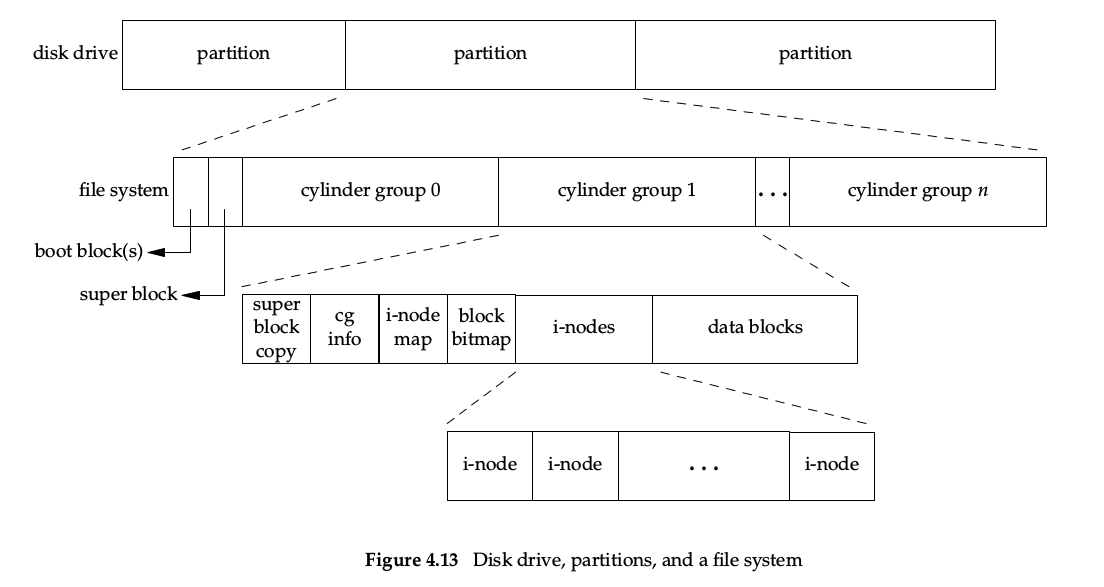 disk drive
partition
partition
partition
file system
cylinder group 0
cylinder group 1
...
cylinder group n
boot block(s)
super block
super
block
copy
cg
info
i-node
map
block
bitmap
i-nodes
data blocks
i-node
i-node
...
i-node
Figure 4.13 Disk drive, partitions, and a file system